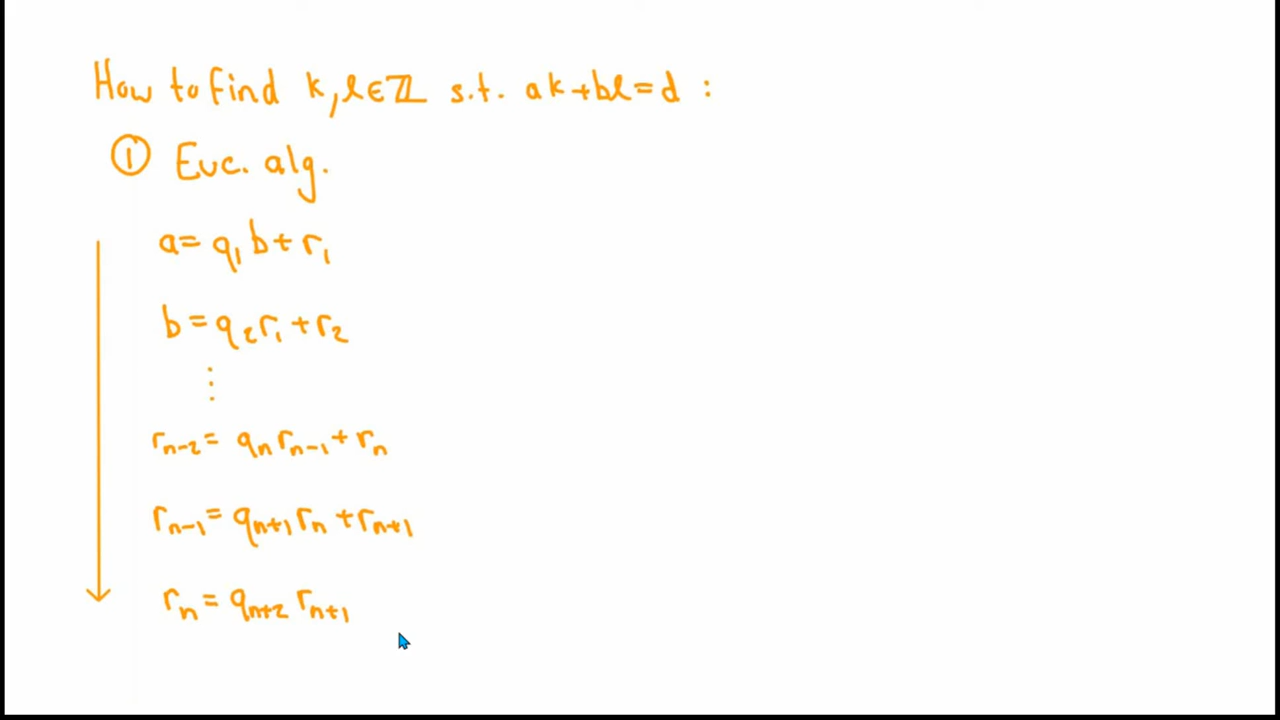 How to find k, l∈ℤ s.t. ak+bl=d :
① Euc. alg.
a= q₁b+r₁
b=q₂r₁+r₂
⋮
rₙ₋₂= qₙrₙ₋₁+rₙ
rₙ₋₁= qₙ₊₁rₙ+rₙ₊₁
rₙ= qₙ₊₂rₙ₊₁